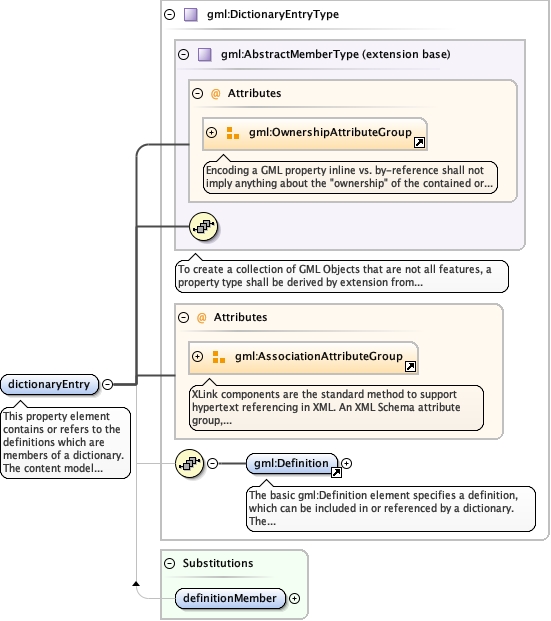 gml:DictionaryEntryType
gml:AbstractMemberType (extension base)
@ Attributes
gml:OwnershipAttributeGroup
Encoding a GML property inline vs. by-reference shall not
imply anything about the "ownership" of the contained or...
To create a collection of GML Objects that are not all features, a
property type shall be derived by extension from...
@ Attributes
gml:AssociationAttributeGroup
XLink components are the standard method to support
hypertext referencing in XML. An XML Schema attribute
group,...
dictionaryEntry
This property element
contains or refers to the
definitions which are
members of a dictionary.
The content model...
gml:Definition
The basic gml:Definition element specifies a definition,
which can be included in or referenced by a dictionary.
The...
Substitutions
definitionMember